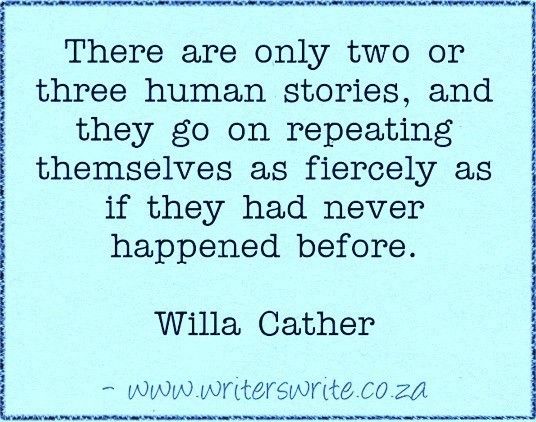 There are only two or
three human stories, and
they go on repeating
themselves as fiercely as
if they had never
happened before.
Willa Cather
- www.writerswrite.co.za